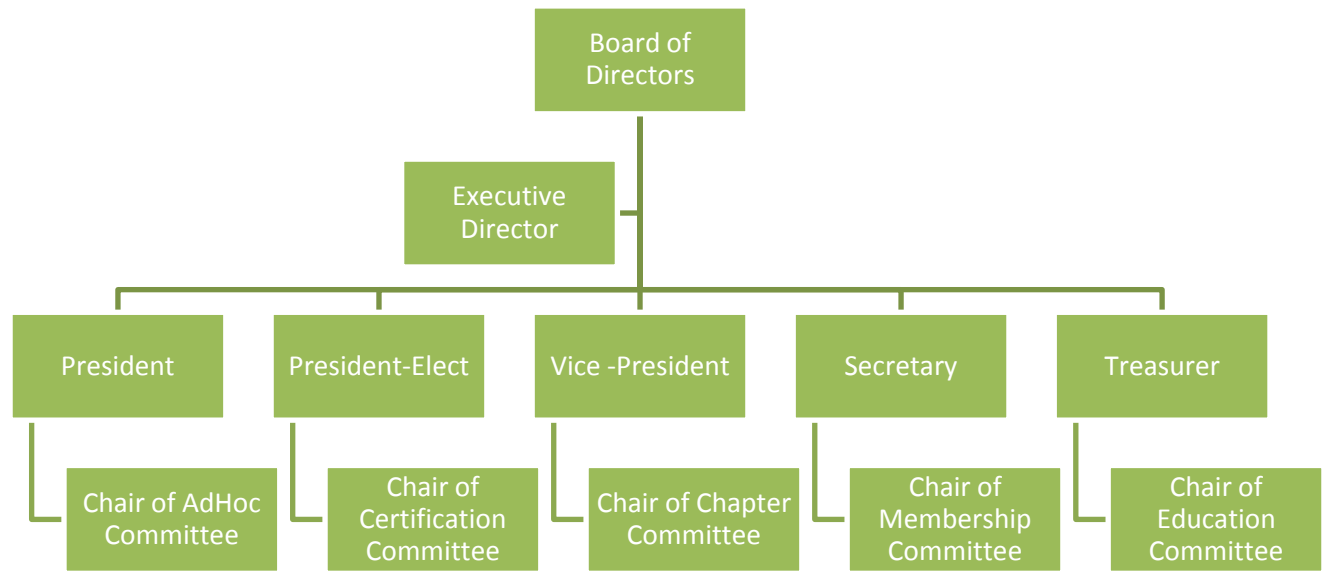 Board of
Directors
Executive
Director
President
President-Elect
Vice -President
Secretary
Treasurer
Chair of AdHoc
Committee
Chair of
Certification
Committee
Chair of Chapter
Committee
Chair of
Membership
Committee
Chair of
Education
Committee